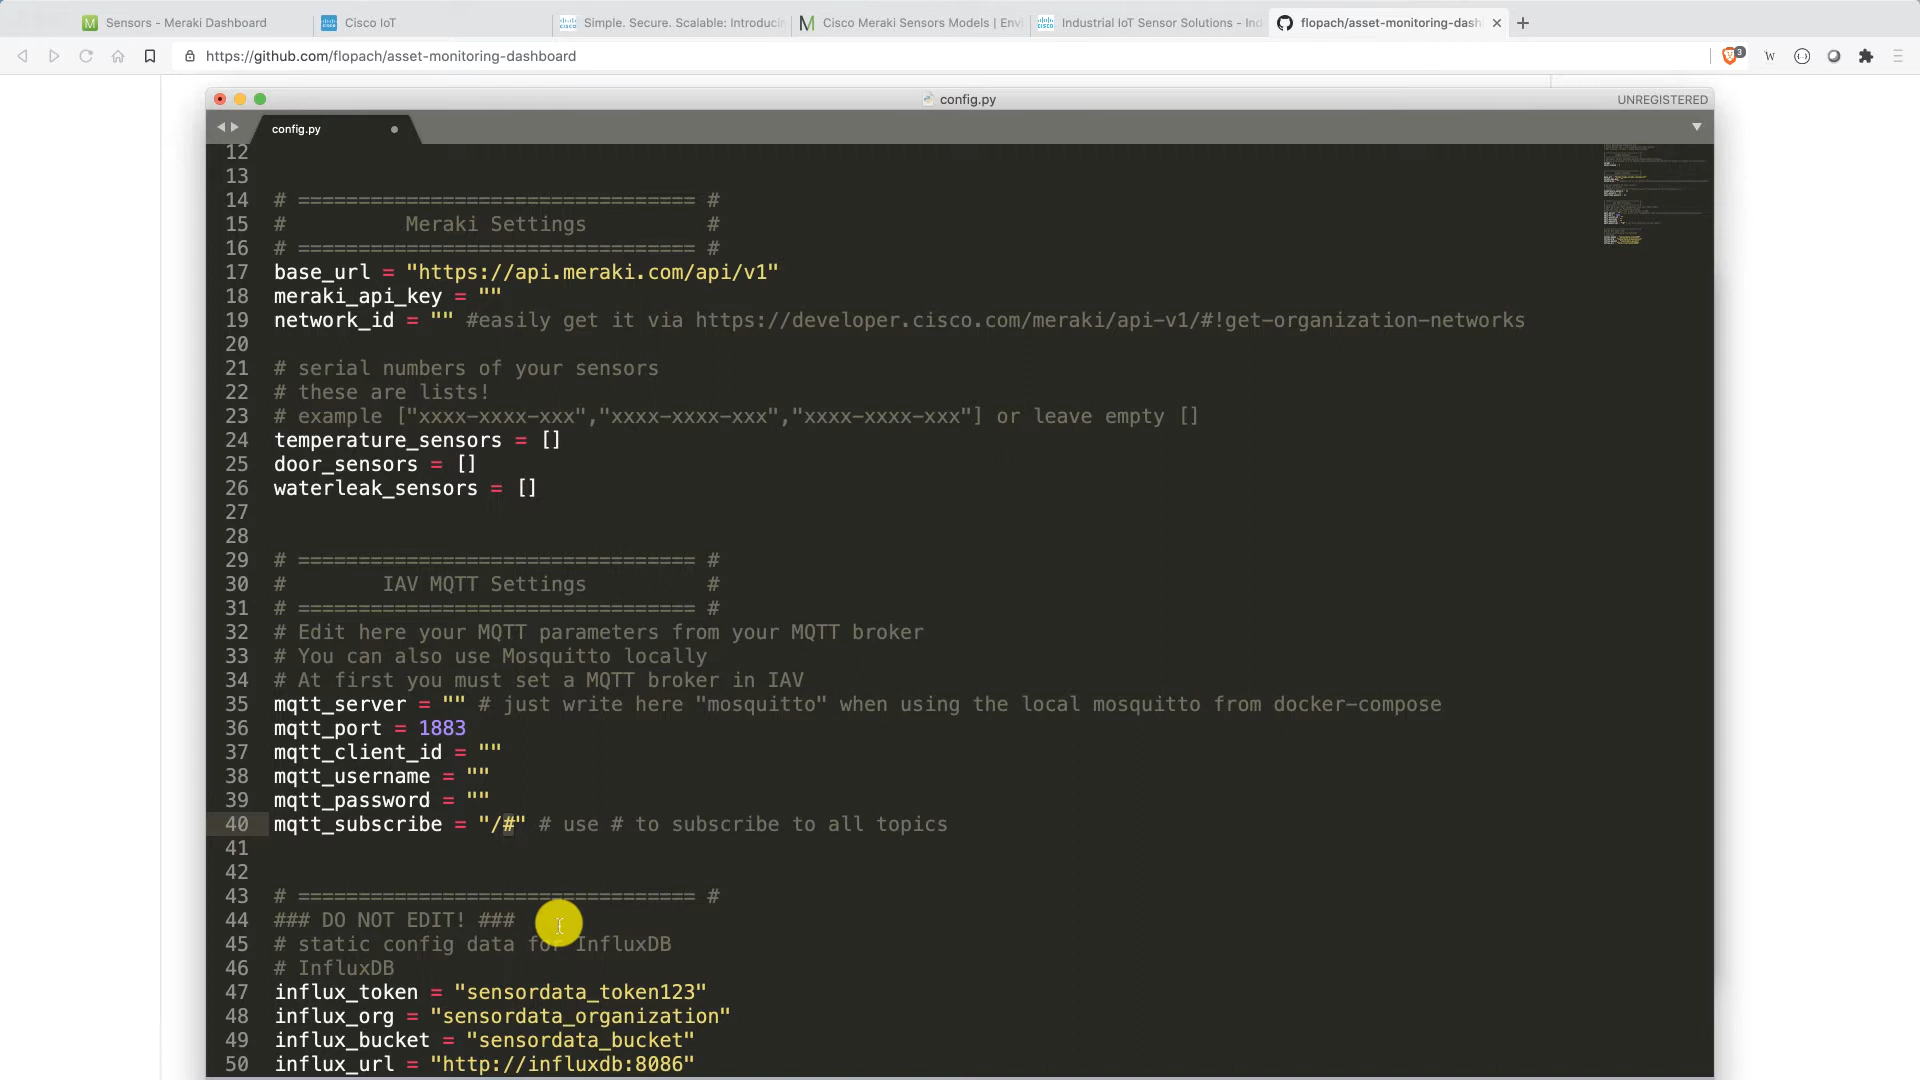 Sensors - Meraki Dashboard
Cisco IoT
Simple. Secure. Scalable: Introducin
Cisco Meraki Sensors Models | Envi
Industrial IoT Sensor Solutions - Ind
flopach/asset-monitoring-dash
https://github.com/flopach/asset-monitoring-dashboard
3
W
config.py
UNREGISTERED
config.py
12
13
14 # ================================= #
15 # Meraki Settings #
16 # ================================= #
17 base_url = "https://api.meraki.com/api/v1"
18 meraki_api_key = ""
19 network_id = "" #easily get it via https://developer.cisco.com/meraki/api-v1/#!get-organization-networks
20
21 # serial numbers of your sensors
22 # these are lists!
23 # example ["xxxx-xxxx-xxx","xxxx-xxxx-xxx","xxxx-xxxx-xxx"] or leave empty []
24 temperature_sensors = []
25 door_sensors = []
26 waterleak_sensors = []
27
28
29 # ================================= #
30 # IAV MQTT Settings #
31 # ================================= #
32 # Edit here your MQTT parameters from your MQTT broker
33 # You can also use Mosquitto locally
34 # At first you must set a MQTT broker in IAV
35 mqtt_server = "" # just write here "mosquitto" when using the local mosquitto from docker-compose
36 mqtt_port = 1883
37 mqtt_client_id = ""
38 mqtt_username = ""
39 mqtt_password = ""
40 mqtt_subscribe = "/#" # use # to subscribe to all topics
41
42
43 # ================================= #
44 ### DO NOT EDIT! ###
45 # static config data for InfluxDB
46 # InfluxDB
47 influx_token = "sensordata_token123"
48 influx_org = "sensordata_organization"
49 influx_bucket = "sensordata_bucket"
50 influx_url = "http://influxdb:8086"